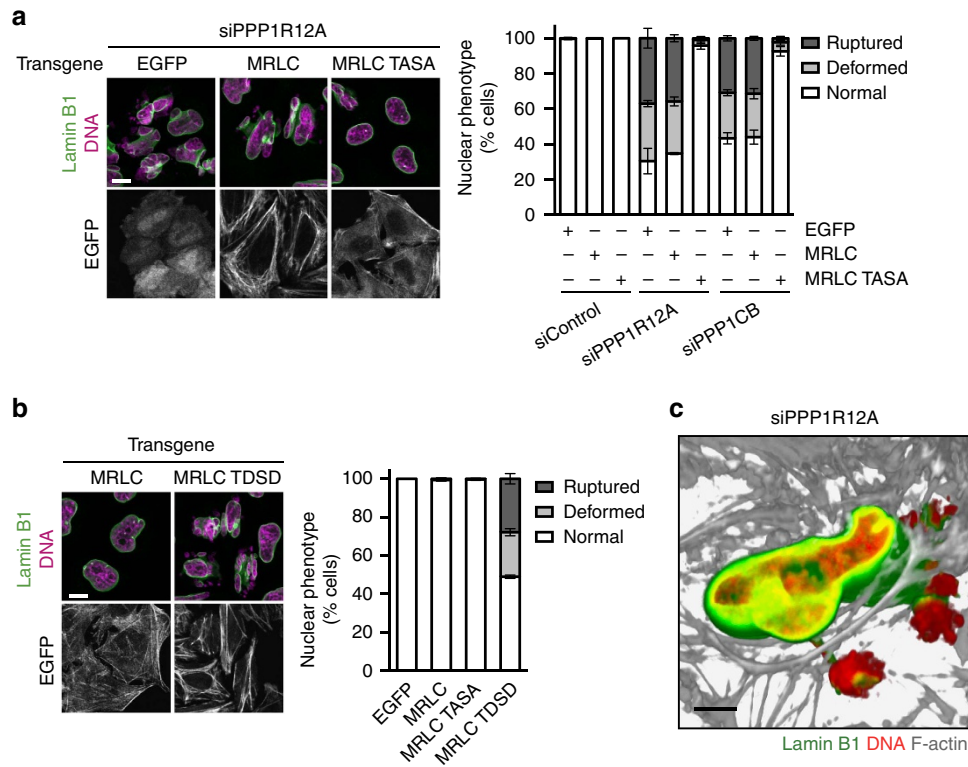 a
siPPP1R12A
Transgene EGFP MRLC MRLC TASA
Lamin B1
DNA
EGFP
Nuclear phenotype
(% cells)
100
80
60
40
20
0
Ruptured
Deformed
Normal
+ – – + – – + – – EGFP
– + – – + – – + – MRLC
– – + – – + – – + MRLC TASA
siControl siPPP1R12A siPPP1CB
b
Transgene
MRLC MRLC TDSD
Lamin B1
DNA
EGFP
Nuclear phenotype
(% cells)
100
80
60
40
20
0
Ruptured
Deformed
Normal
EGFP MRLC MRLC TASA MRLC TDSD
c
siPPP1R12A
Lamin B1 DNA F-actin